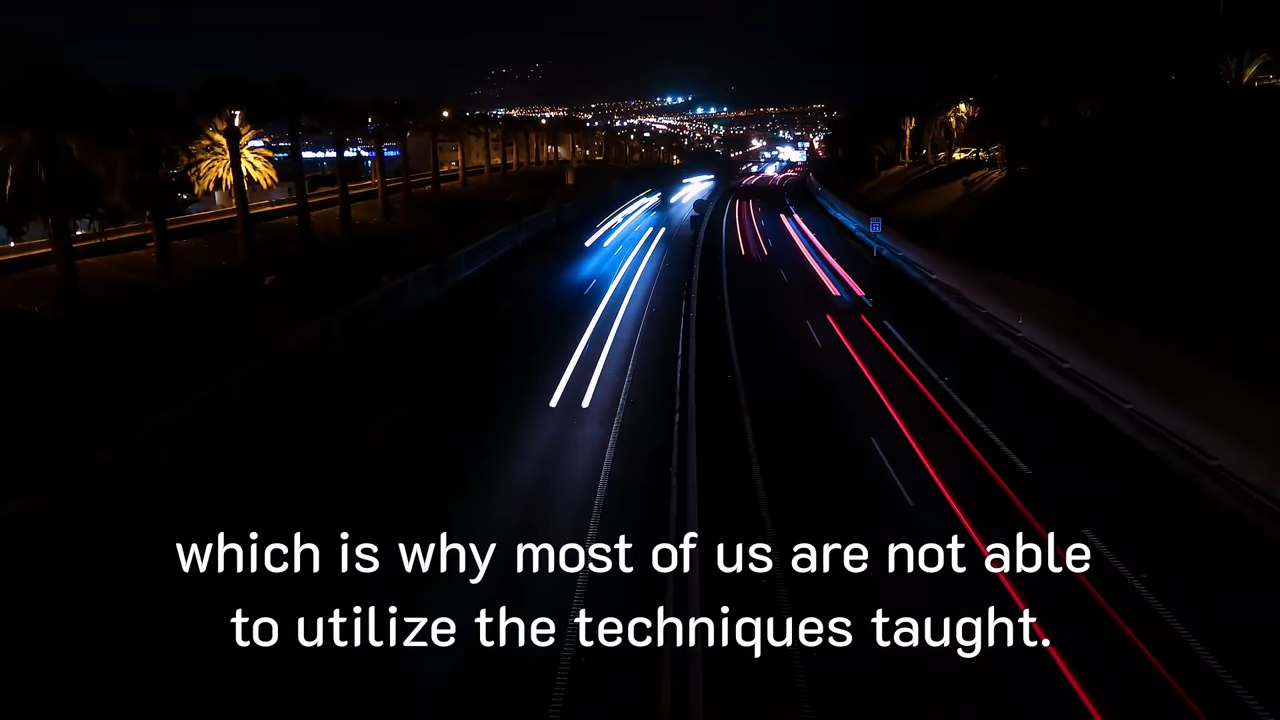 which is why most of us are not able
to utilize the techniques taught.